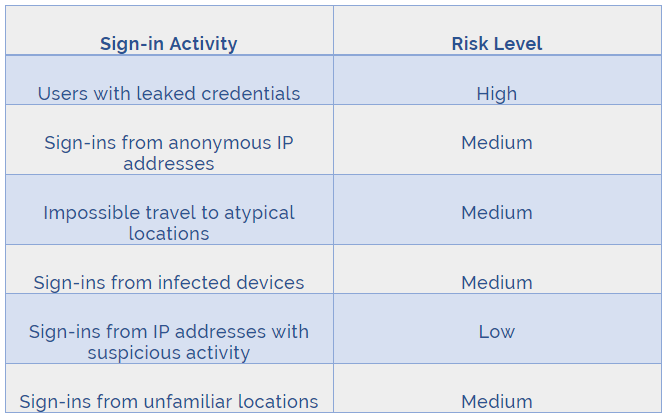 Sign-in Activity
Risk Level
Users with leaked credentials
High
Sign-ins from anonymous IP
addresses
Medium
Impossible travel to atypical
locations
Medium
Sign-ins from infected devices
Medium
Sign-ins from IP addresses with
suspicious activity
Low
Sign-ins from unfamiliar locations
Medium